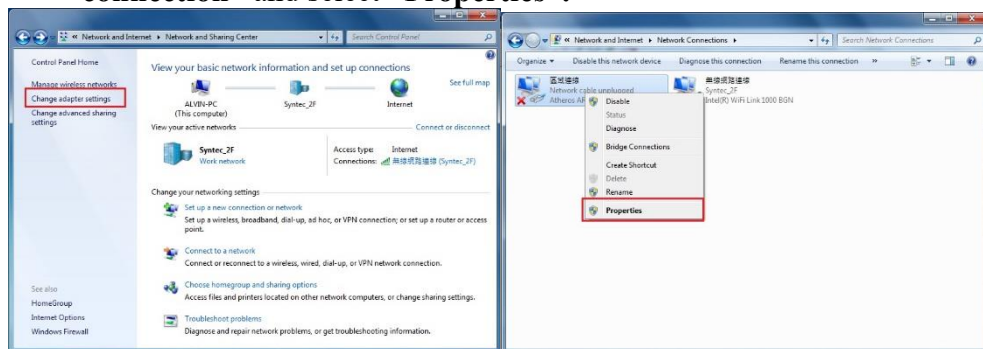 connection" and select "Properties".
« Network and Internet ▸ Network and Sharing Center
Search Control Panel
Control Panel Home
Manage wireless networks
Change adapter settings
Change advanced sharing
settings
See also
HomeGroup
Internet Options
Windows Firewall
View your basic network information and set up connections
See full map
ALVIN-PC
(This computer)
Syntec_2F
Internet
View your active networks
Connect or disconnect
Syntec_2F
Work network
Access type: Internet
Connections: 無線網路連線 (Syntec_2F)
Change your networking settings
Set up a new connection or network
Set up a wireless, broadband, dial-up, ad hoc, or VPN connection; or set up a router or access
point.
Connect to a network
Connect or reconnect to a wireless, wired, dial-up, or VPN network connection.
Choose homegroup and sharing options
Access files and printers located on other network computers, or change sharing settings.
Troubleshoot problems
Diagnose and repair network problems, or get troubleshooting information.
« Network and Internet ▸ Network Connections ▸
Search Network Connections
Organize
Disable this network device
Diagnose this connection
Rename this connection
»
區域連線
Network cable unplugged
Atheros AR
無線網路連線
Syntec_2F
Intel(R) WiFi Link 1000 BGN
Disable
Status
Diagnose
Bridge Connections
Create Shortcut
Delete
Rename
Properties